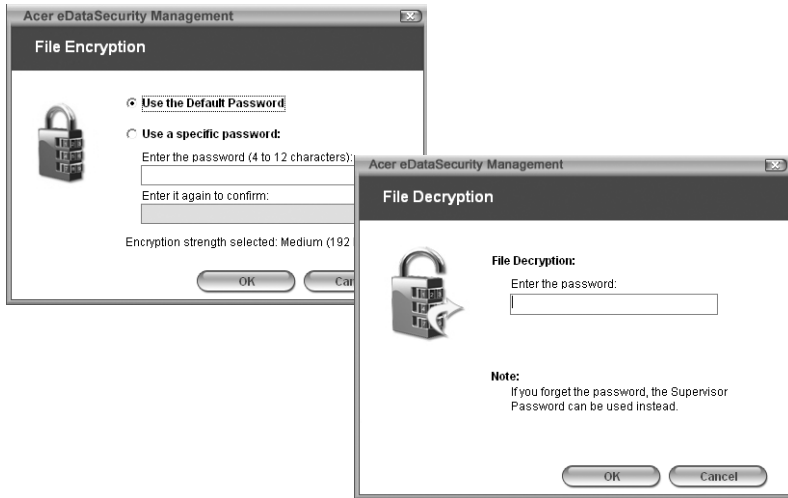 Acer eDataSecurity Management
File Encryption
Use the Default Password
Use a specific password:
Enter the password (4 to 12 characters):
Enter it again to confirm:
Encryption strength selected: Medium (192
OK
Can
Acer eDataSecurity Management
File Decryption
File Decryption:
Enter the password:
Note:
If you forget the password, the Supervisor
Password can be used instead.
OK
Cancel